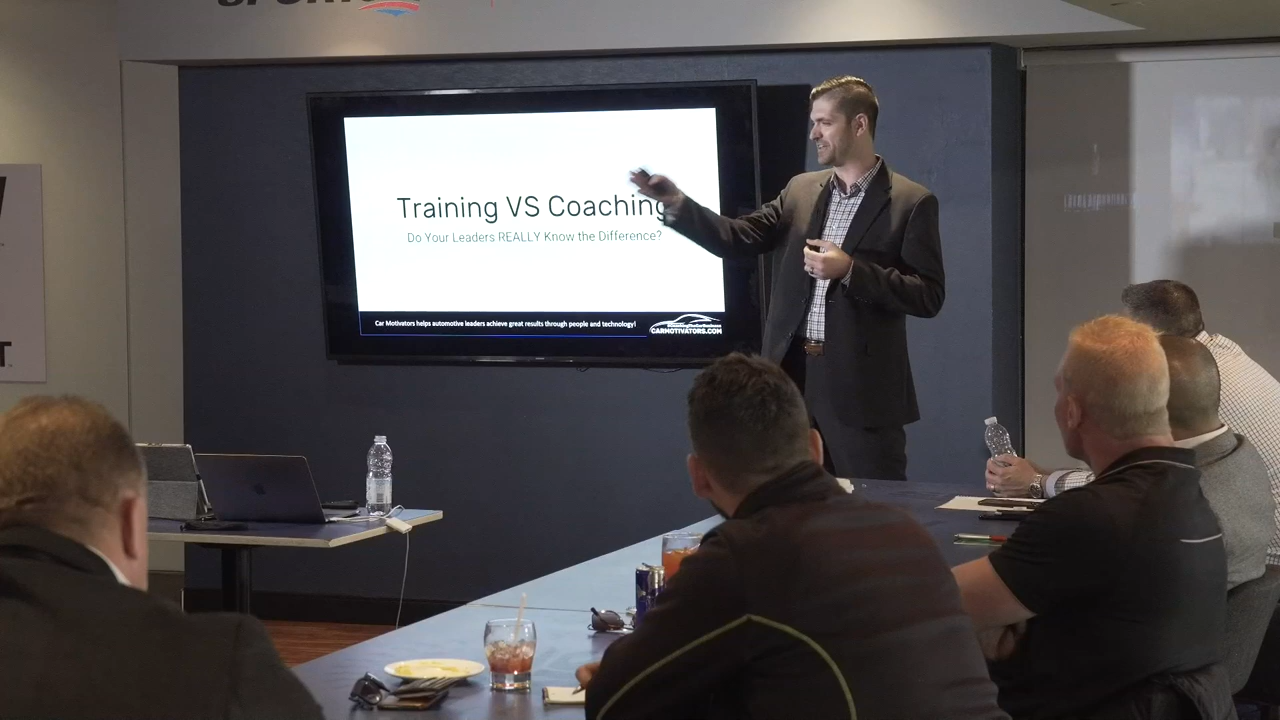 Training VS Coaching
Do Your Leaders REALLY Know the Difference?
Car Motivators helps automotive leaders achieve great results through people and technology!
CARMOTIVATORS.COM